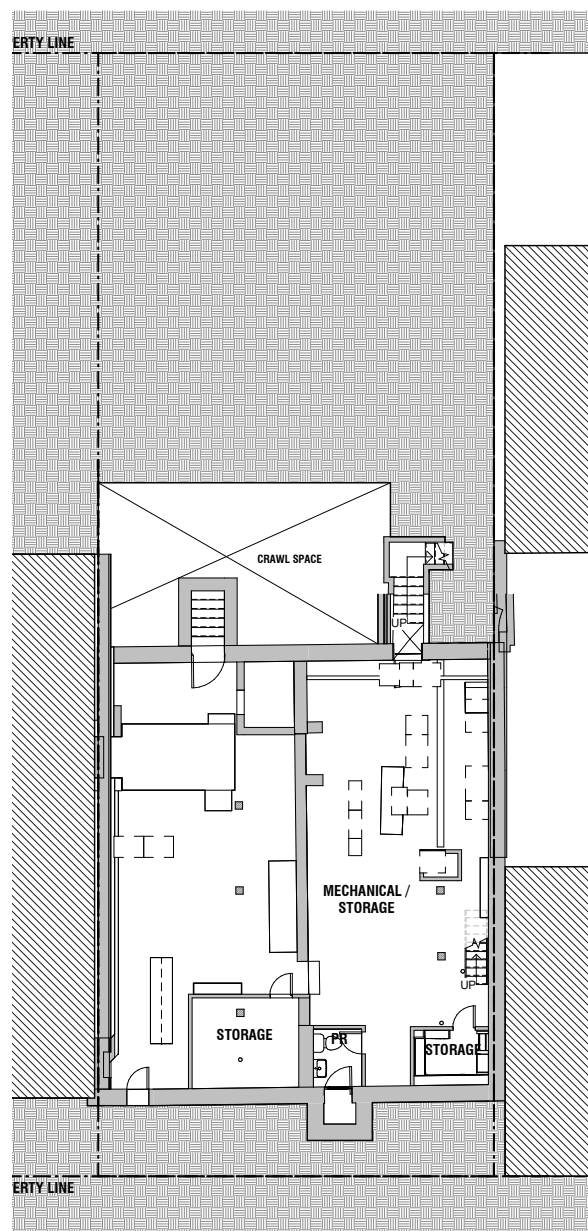 ERTY LINE
CRAWL SPACE
UP
MECHANICAL /
STORAGE
UP
STORAGE
PR
STORAGE
ERTY LINE